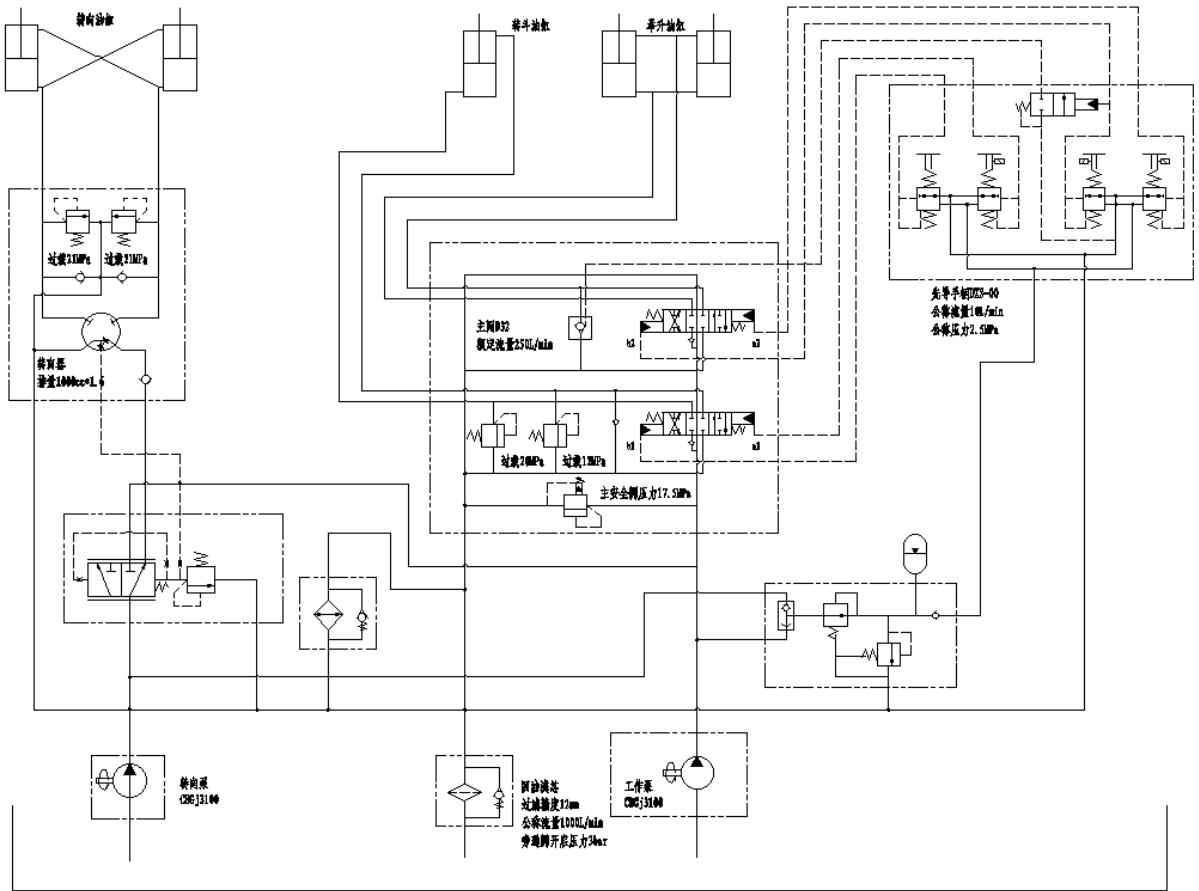 转向油缸
转斗油缸
举升油缸
过载21MPa
过载21MPa
先导手柄DXS-00
公称流量10L/min
公称压力2.5MPa
主阀D32
额定流量250L/min
b2
a2
转向器
排量1000cc+1.6
过载20MPa
过载12MPa
b1
a1
主安全阀压力17.5MPa
转向泵
CBGj3100
回油滤芯
过滤精度12um
公称流量1000L/min
旁通阀开启压力3bar
工作泵
CBGj3100